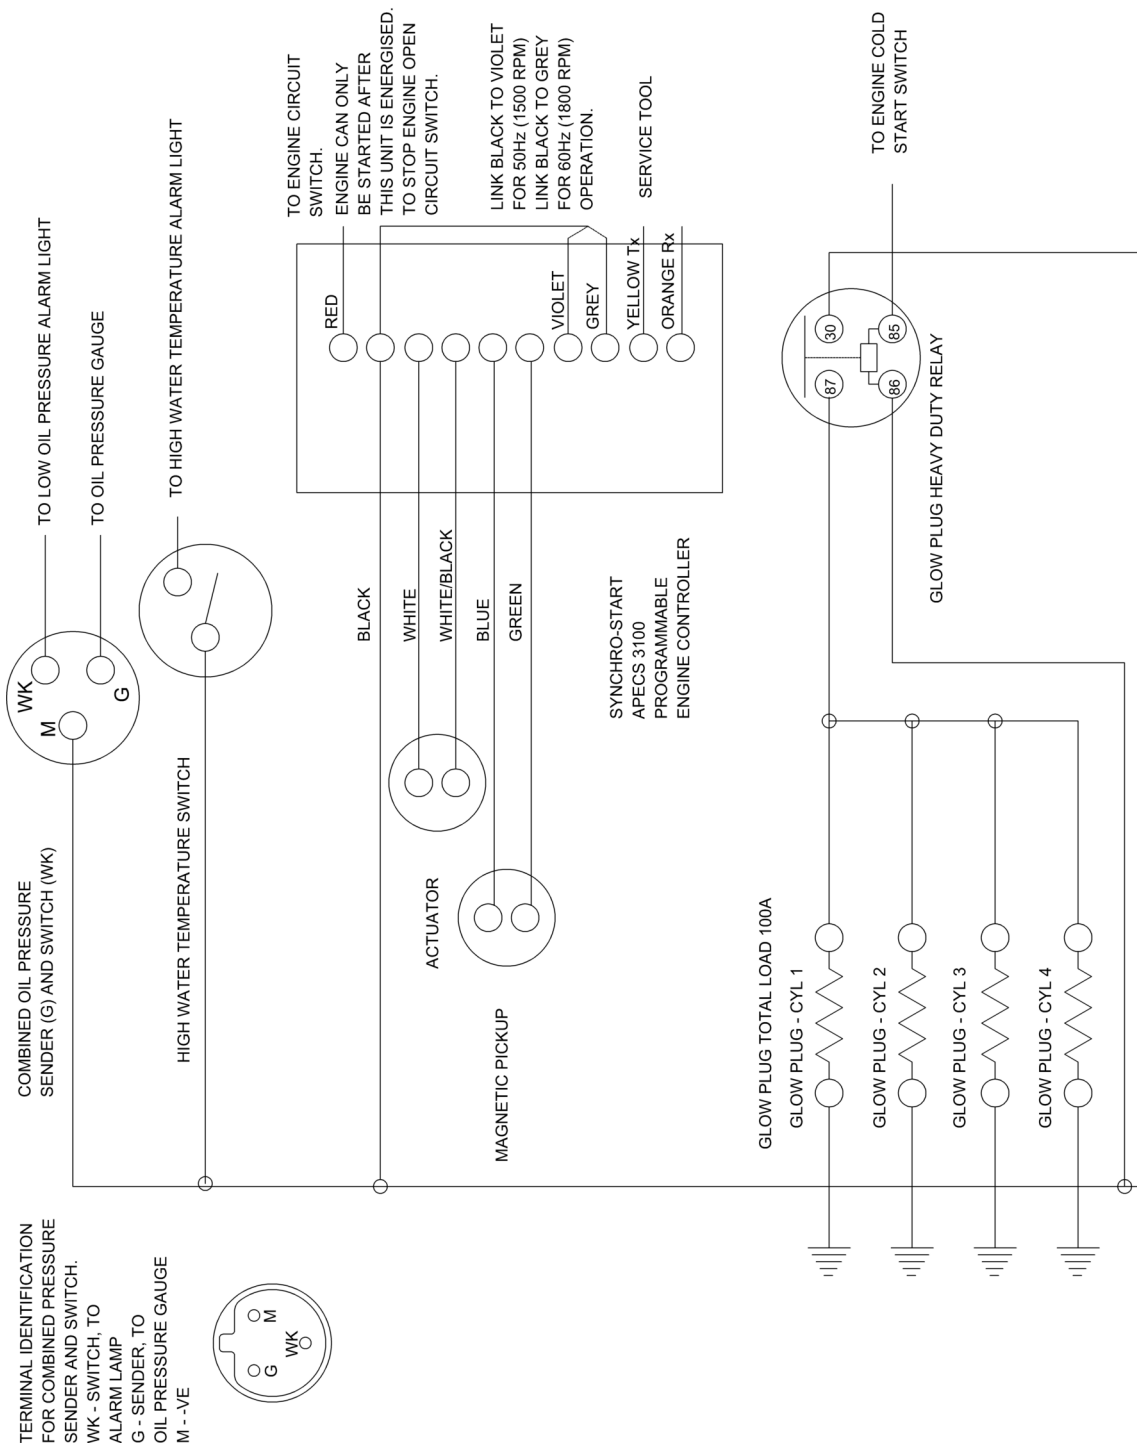 TERMINAL IDENTIFICATION
FOR COMBINED PRESSURE
SENDER AND SWITCH.
WK - SWITCH, TO
ALARM LAMP
G - SENDER, TO
OIL PRESSURE GAUGE
M - -VE
G
M
WK
COMBINED OIL PRESSURE
SENDER (G) AND SWITCH (WK)
M
WK
G
TO LOW OIL PRESSURE ALARM LIGHT
TO OIL PRESSURE GAUGE
HIGH WATER TEMPERATURE SWITCH
TO HIGH WATER TEMPERATURE ALARM LIGHT
TO ENGINE CIRCUIT
SWITCH.
ENGINE CAN ONLY
BE STARTED AFTER
THIS UNIT IS ENERGISED.
TO STOP ENGINE OPEN
CIRCUIT SWITCH.
LINK BLACK TO VIOLET
FOR 50Hz (1500 RPM)
LINK BLACK TO GREY
FOR 60Hz (1800 RPM)
OPERATION.
SERVICE TOOL
RED
VIOLET
GREY
YELLOW Tx
ORANGE Rx
BLACK
WHITE
WHITE/BLACK
BLUE
GREEN
ACTUATOR
MAGNETIC PICKUP
SYNCHRO-START
APECS 3100
PROGRAMMABLE
ENGINE CONTROLLER
GLOW PLUG TOTAL LOAD 100A
GLOW PLUG - CYL 1
GLOW PLUG - CYL 2
GLOW PLUG - CYL 3
GLOW PLUG - CYL 4
87
30
86
85
GLOW PLUG HEAVY DUTY RELAY
TO ENGINE COLD
START SWITCH